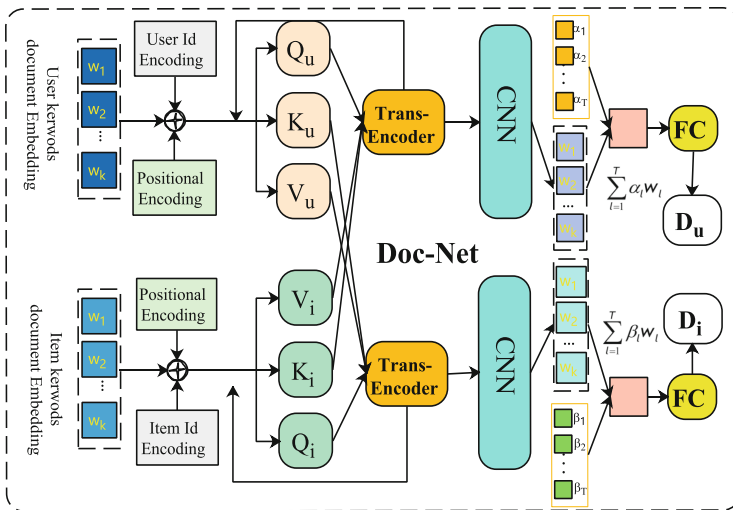 User kerwods
document Embedding
w1
w2
...
wk
User Id
Encoding
Positional
Encoding
Qu
Ku
Vu
Trans-
Encoder
CNN
α1
α2
αT
w1
w2
...
wk
∑_{l=1}^{T} αl wl
FC
Du
Doc-Net
Item kerwods
document Embedding
w1
w2
...
wk
Positional
Encoding
Item Id
Encoding
Vi
Ki
Qi
Trans-
Encoder
CNN
w1
w2
...
wk
∑_{l=1}^{T} βl wl
Di
FC
β1
β2
βT